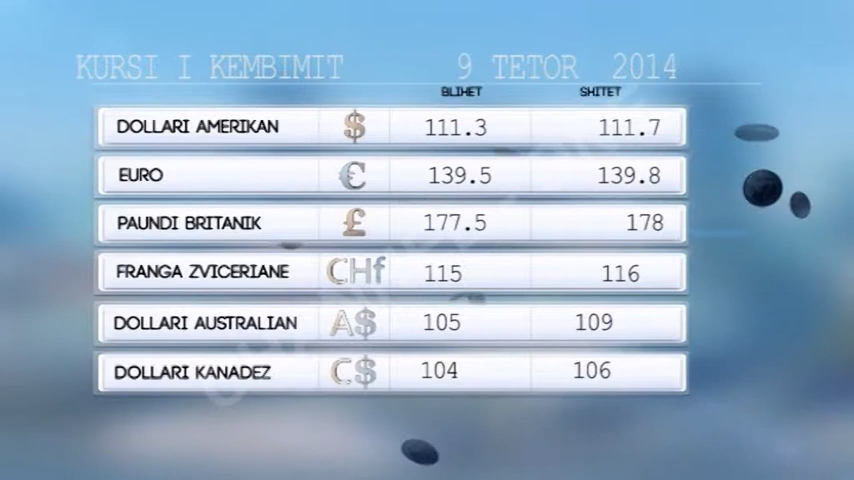 KURSI I KEMBIMIT 9 TETOR 2014
BLIHET SHITET
DOLLARI AMERIKAN $ 111.3 111.7
EURO € 139.5 139.8
PAUNDI BRITANIK £ 177.5 178
FRANGA ZVICERIANE CHf 115 116
DOLLARI AUSTRALIAN A$ 105 109
DOLLARI KANADEZ C$ 104 106